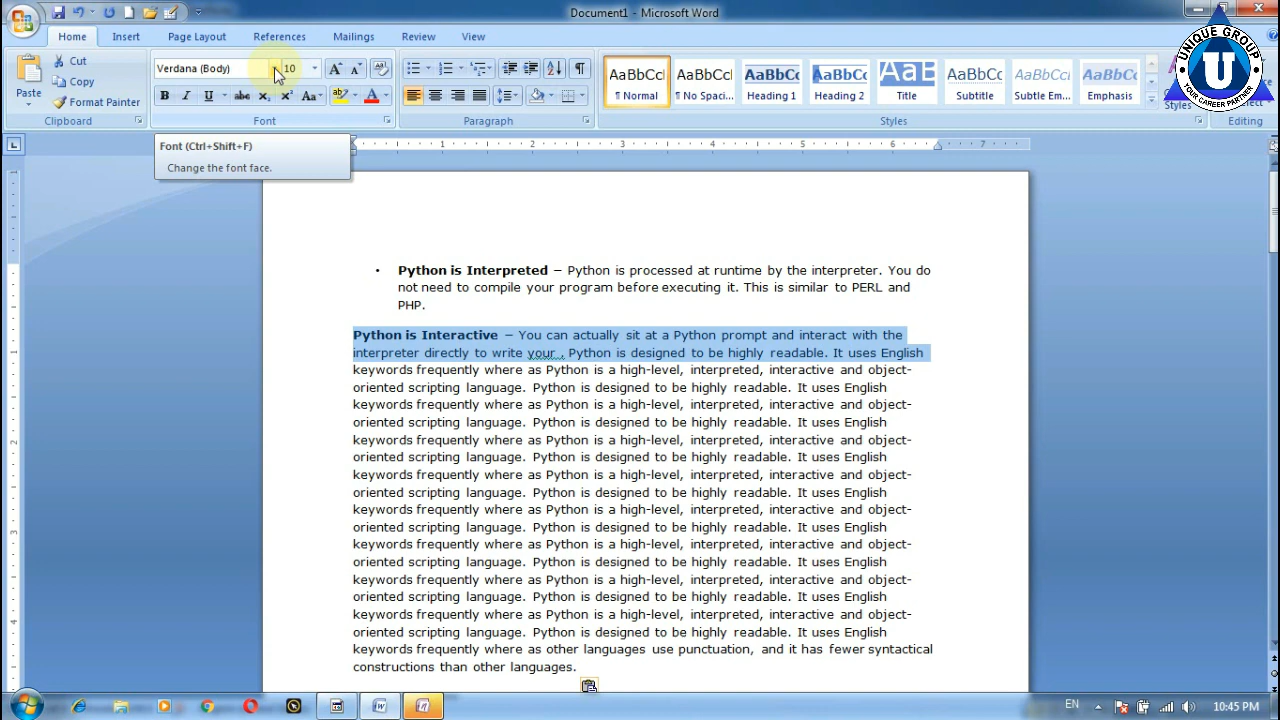 Document1 - Microsoft Word
Home Insert Page Layout References Mailings Review View
UNIQUE GROUP
U
YOUR CAREER PARTNER
Paste
Cut
Copy
Format Painter
Clipboard
Verdana (Body) 10
B I U abc x₂ x² Aa ab A
Font
Paragraph
AaBbCcI AaBbCcI AaBbCc AaBbCc AaB AaBbCcI AaBbCcI AaBbCcI
¶ Normal ¶ No Spaci... Heading 1 Heading 2 Title Subtitle Subtle Em... Emphasis
Styles
Editing
Font (Ctrl+Shift+F)
Change the font face.
1 2 3 4 5 6 7
• Python is Interpreted − Python is processed at runtime by the interpreter. You do
not need to compile your program before executing it. This is similar to PERL and
PHP.
Python is Interactive − You can actually sit at a Python prompt and interact with the
interpreter directly to write your , Python is designed to be highly readable. It uses English
keywords frequently where as Python is a high-level, interpreted, interactive and object-
oriented scripting language. Python is designed to be highly readable. It uses English
keywords frequently where as Python is a high-level, interpreted, interactive and object-
oriented scripting language. Python is designed to be highly readable. It uses English
keywords frequently where as Python is a high-level, interpreted, interactive and object-
oriented scripting language. Python is designed to be highly readable. It uses English
keywords frequently where as Python is a high-level, interpreted, interactive and object-
oriented scripting language. Python is designed to be highly readable. It uses English
keywords frequently where as Python is a high-level, interpreted, interactive and object-
oriented scripting language. Python is designed to be highly readable. It uses English
keywords frequently where as Python is a high-level, interpreted, interactive and object-
oriented scripting language. Python is designed to be highly readable. It uses English
keywords frequently where as Python is a high-level, interpreted, interactive and object-
oriented scripting language. Python is designed to be highly readable. It uses English
keywords frequently where as Python is a high-level, interpreted, interactive and object-
oriented scripting language. Python is designed to be highly readable. It uses English
keywords frequently where as other languages use punctuation, and it has fewer syntactical
constructions than other languages.
EN
10:45 PM